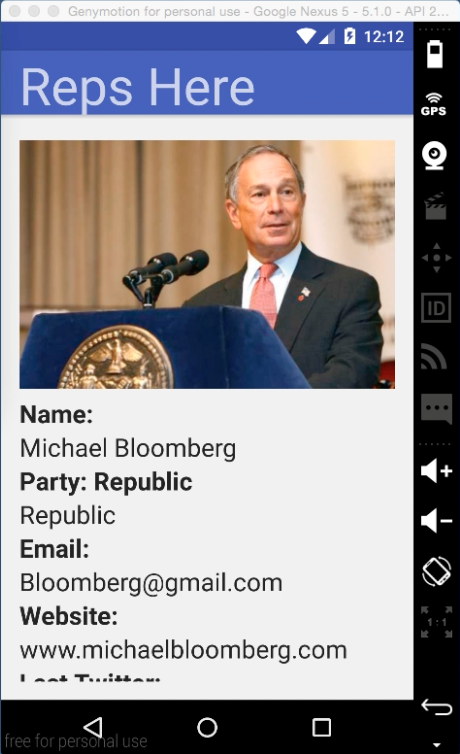 Genymotion for personal use - Google Nexus 5 - 5.1.0 - API 2...
12:12
Reps Here
GPS
ID
Name:
Michael Bloomberg
Party: Republic
Republic
Email:
Bloomberg@gmail.com
Website:
www.michaelbloomberg.com
Last Twitter:
1:1
free for personal use